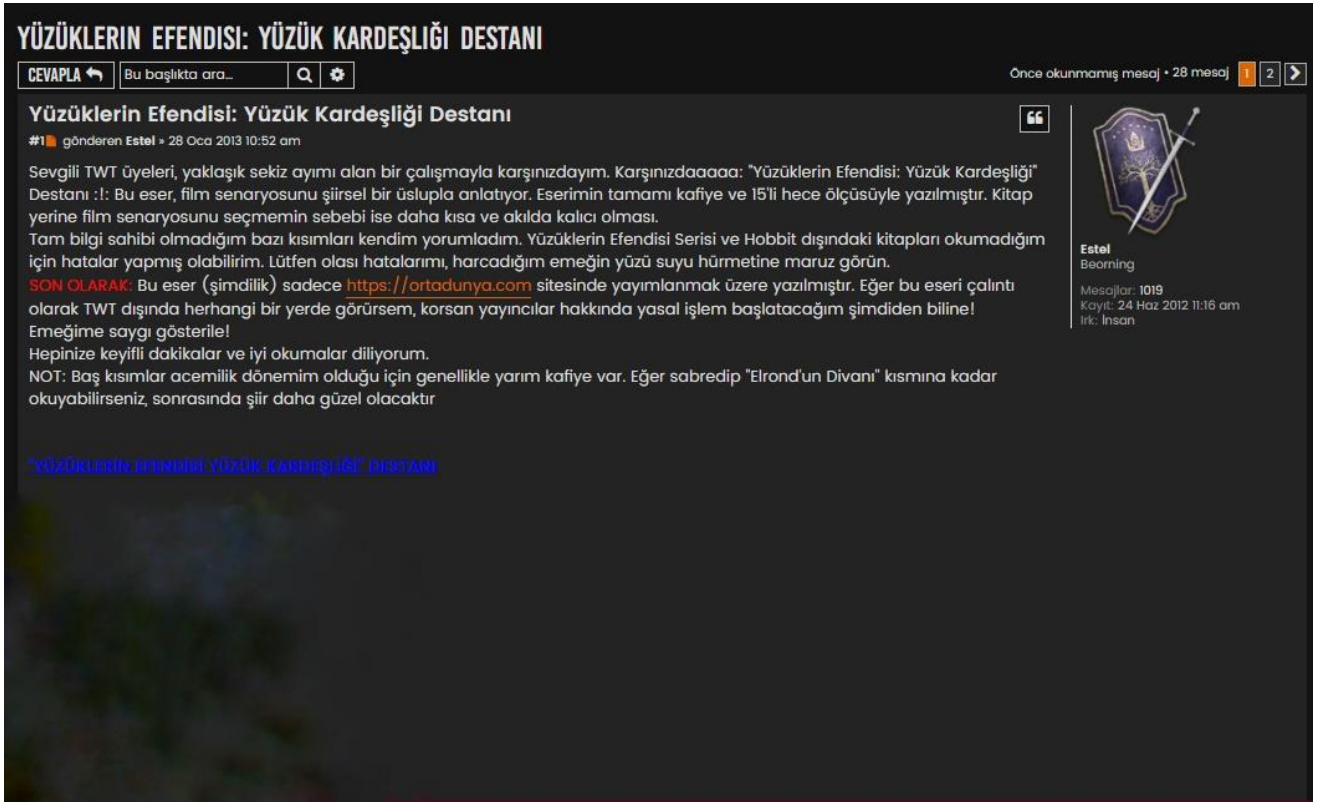 YÜZÜKLERIN EFENDISI: YÜZÜK KARDEŞLIĞI DESTANI
CEVAPLA Bu başlıkta ara…
Önce okunmamış mesaj • 28 mesaj 1 2
Yüzüklerin Efendisi: Yüzük Kardeşliği Destanı
#1 gönderen Estel » 28 Oca 2013 10:52 am
Sevgili TWT üyeleri, yaklaşık sekiz ayımı alan bir çalışmayla karşınızdayım. Karşınızdaaaaa: "Yüzüklerin Efendisi: Yüzük Kardeşliği"
Destanı :!: Bu eser, film senaryosunu şiirsel bir üslupla anlatıyor. Eserimin tamamı kafiye ve 15'li hece ölçüsüyle yazılmıştır. Kitap
yerine film senaryosunu seçmemin sebebi ise daha kısa ve akılda kalıcı olması.
Tam bilgi sahibi olmadığım bazı kısımları kendim yorumladım. Yüzüklerin Efendisi Serisi ve Hobbit dışındaki kitapları okumadığım
için hatalar yapmış olabilirim. Lütfen olası hatalarımı, harcadığım emeğin yüzü suyu hürmetine maruz görün.
SON OLARAK: Bu eser (şimdilik) sadece https://ortadunya.com sitesinde yayımlanmak üzere yazılmıştır. Eğer bu eseri çalıntı
olarak TWT dışında herhangi bir yerde görürsem, korsan yayıncılar hakkında yasal işlem başlatacağım şimdiden biline!
Emeğime saygı gösterile!
Hepinize keyifli dakikalar ve iyi okumalar diliyorum.
NOT: Baş kısımlar acemilik dönemim olduğu için genellikle yarım kafiye var. Eğer sabredip "Elrond'un Divanı" kısmına kadar
okuyabilirseniz, sonrasında şiir daha güzel olacaktır
"YÜZÜKLERİN EFENDİSİ YÜZÜK KARDEŞLİĞİ" DESTANI
Estel
Beorning
Mesajlar: 1019
Kayıt: 24 Haz 2012 11:16 am
Irk: İnsan